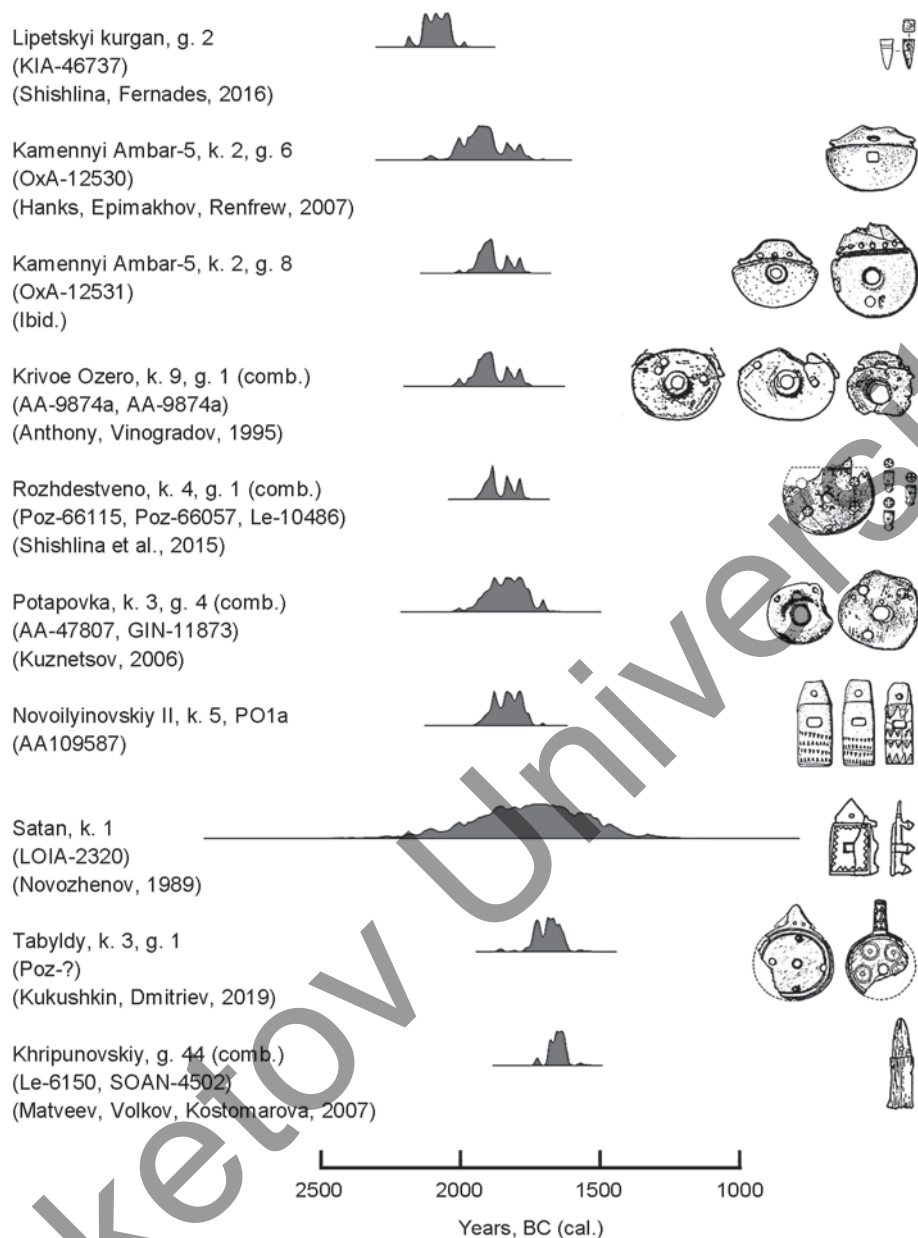 Lipetskyi kurgan, g. 2
(KIA-46737)
(Shishlina, Fernades, 2016)
Kamennyi Ambar-5, k. 2, g. 6
(OxA-12530)
(Hanks, Epimakhov, Renfrew, 2007)
Kamennyi Ambar-5, k. 2, g. 8
(OxA-12531)
(Ibid.)
Krivoe Ozero, k. 9, g. 1 (comb.)
(AA-9874a, AA-9874a)
(Anthony, Vinogradov, 1995)
Rozhdestveno, k. 4, g. 1 (comb.)
(Poz-66115, Poz-66057, Le-10486)
(Shishlina et al., 2015)
Potapovka, k. 3, g. 4 (comb.)
(AA-47807, GIN-11873)
(Kuznetsov, 2006)
Novoilyinovskiy II, k. 5, PO1a
(AA109587)
Satan, k. 1
(LOIA-2320)
(Novozhenov, 1989)
Tabyldy, k. 3, g. 1
(Poz-?)
(Kukushkin, Dmitriev, 2019)
Khripunovskiy, g. 44 (comb.)
(Le-6150, SOAN-4502)
(Matveev, Volkov, Kostomarova, 2007)
2500 2000 1500 1000
Years, BC (cal.)
ketov Universi